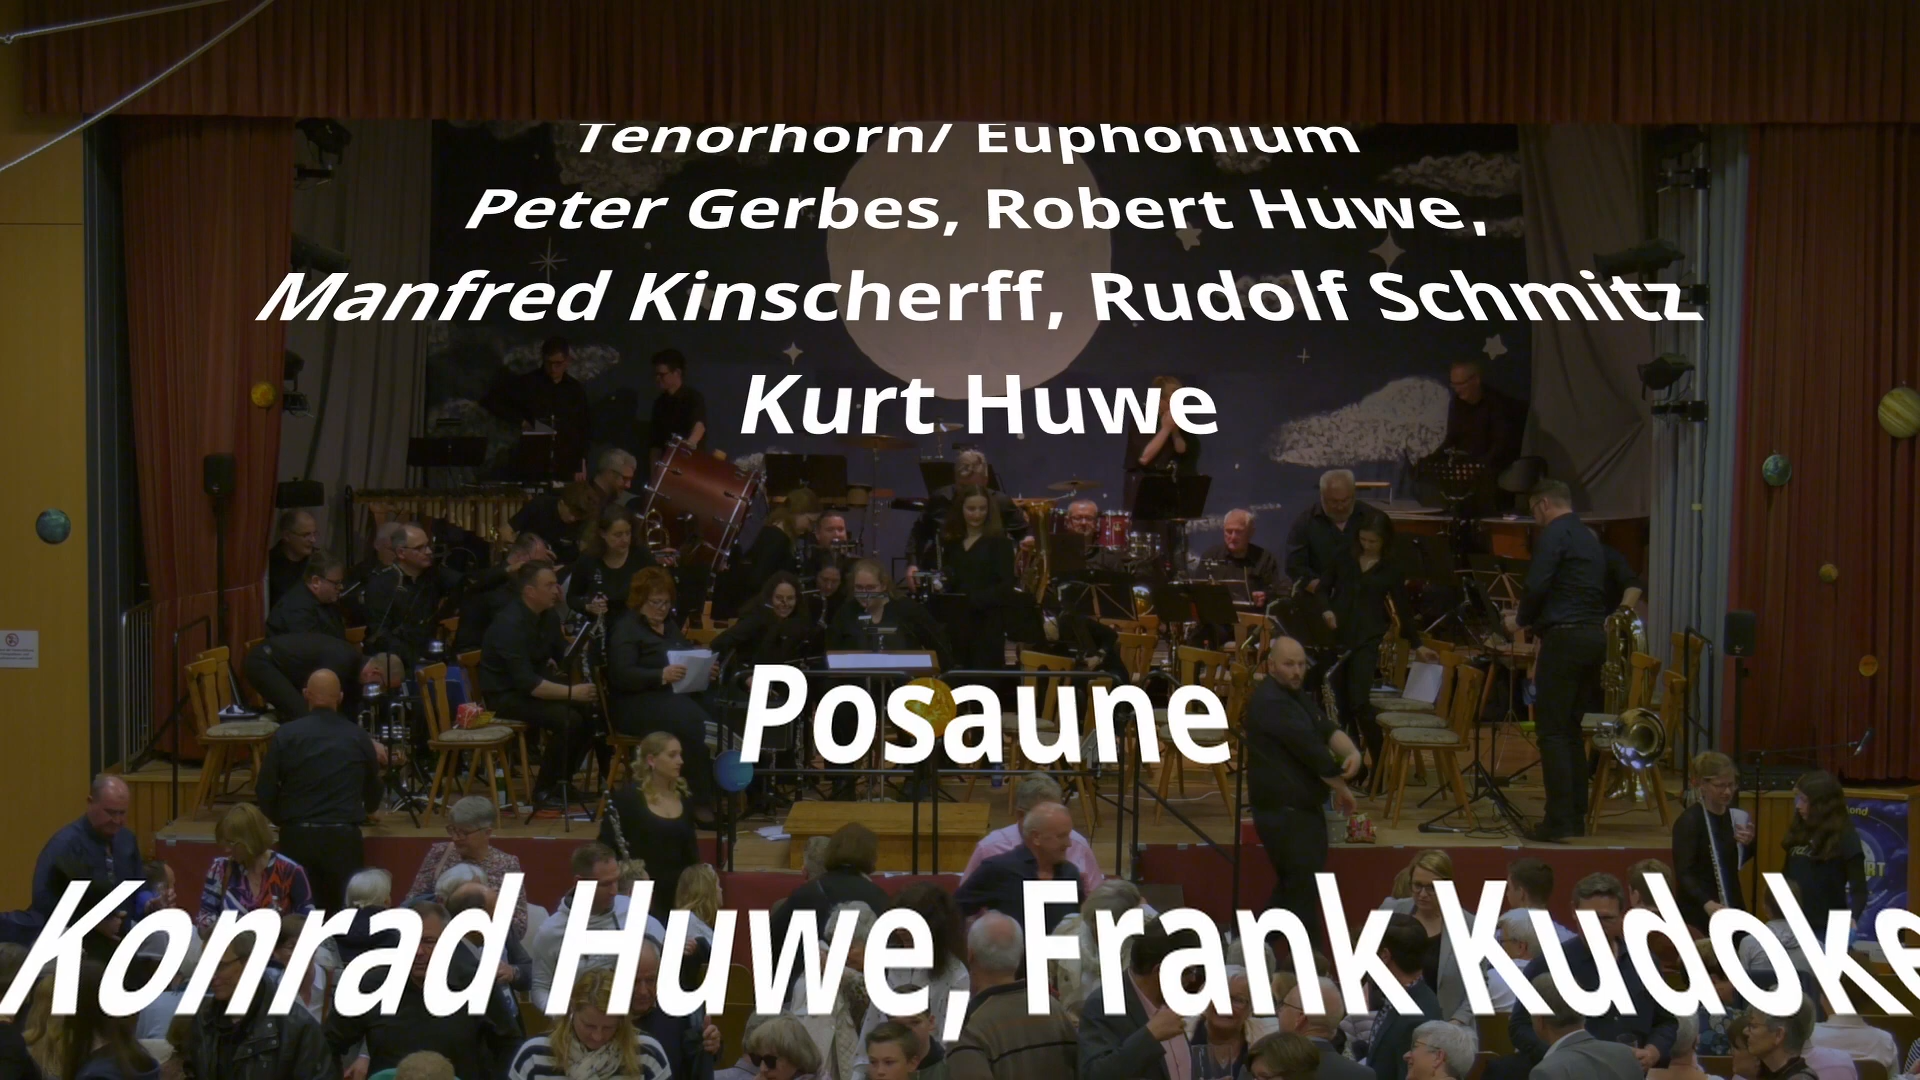 Tenorhorn/ Euphonium
Peter Gerbes, Robert Huwe,
Manfred Kinscherff, Rudolf Schmitz
Kurt Huwe
Posaune
Konrad Huwe, Frank Kudoke